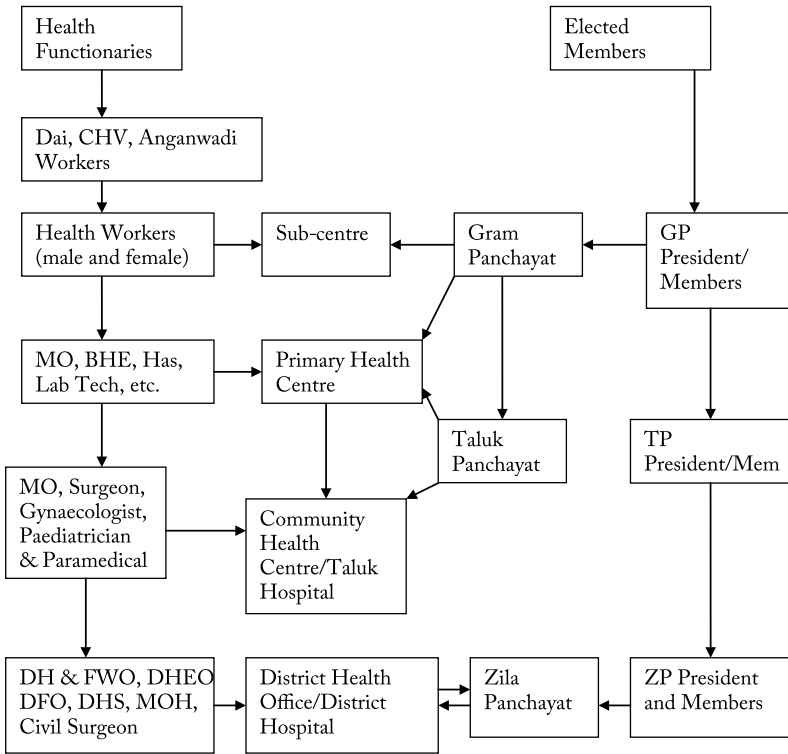 Health
Functionaries
Elected
Members
Dai, CHV, Anganwadi
Workers
Health Workers
(male and female)
Sub-centre
Gram
Panchayat
GP
President/
Members
MO, BHE, Has,
Lab Tech, etc.
Primary Health
Centre
Taluk
Panchayat
TP
President/Mem
MO, Surgeon,
Gynaecologist,
Paediatrician
& Paramedical
Community
Health
Centre/Taluk
Hospital
DH & FWO, DHEO
DFO, DHS, MOH,
Civil Surgeon
District Health
Office/District
Hospital
Zila
Panchayat
ZP President
and Members